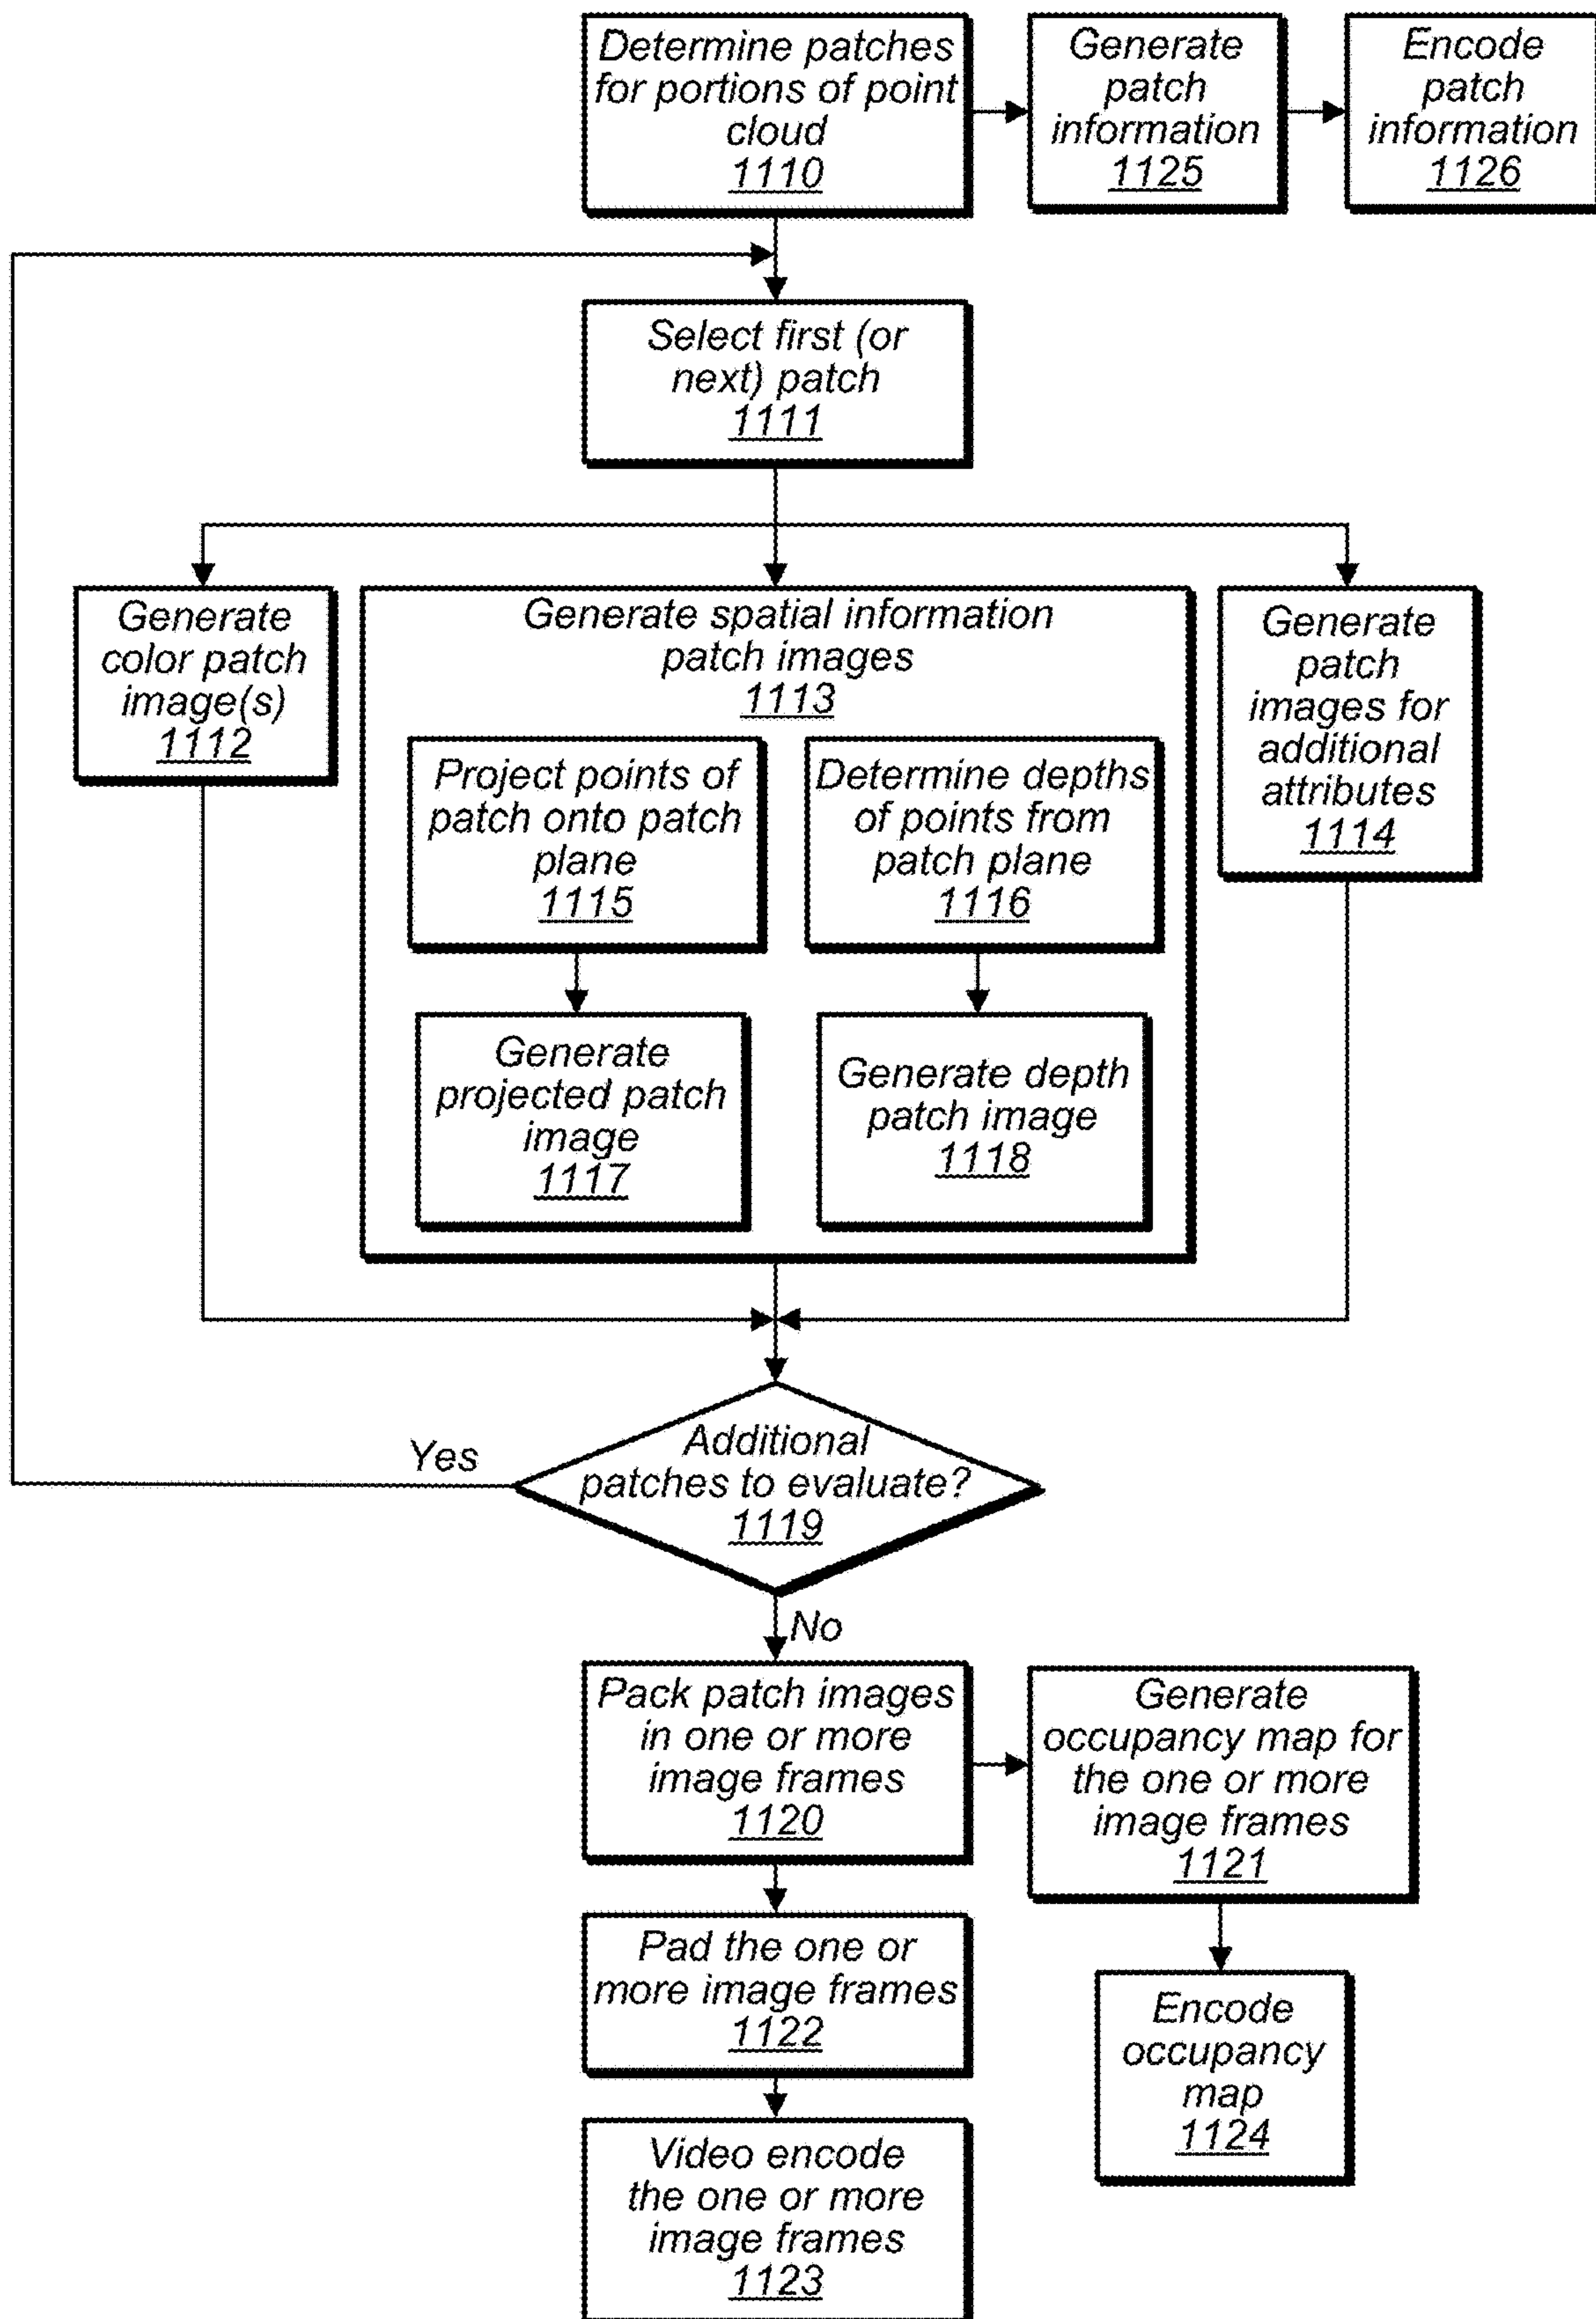 Determine patches
for portions of point
cloud
1110
Generate
patch
information
1125
Encode
patch
information
1126
Select first (or
next) patch
1111
Generate
color patch
image(s)
1112
Generate spatial information
patch images
1113
Project points of
patch onto patch
plane
1115
Determine depths
of points from
patch plane
1116
Generate
projected patch
image
1117
Generate depth
patch image
1118
Generate
patch
images for
additional
attributes
1114
Additional
patches to evaluate?
1119
Yes
No
Pack patch images
in one or more
image frames
1120
Generate
occupancy map for
the one or more
image frames
1121
Pad the one or
more image frames
1122
Encode
occupancy
map
1124
Video encode
the one or more
image frames
1123